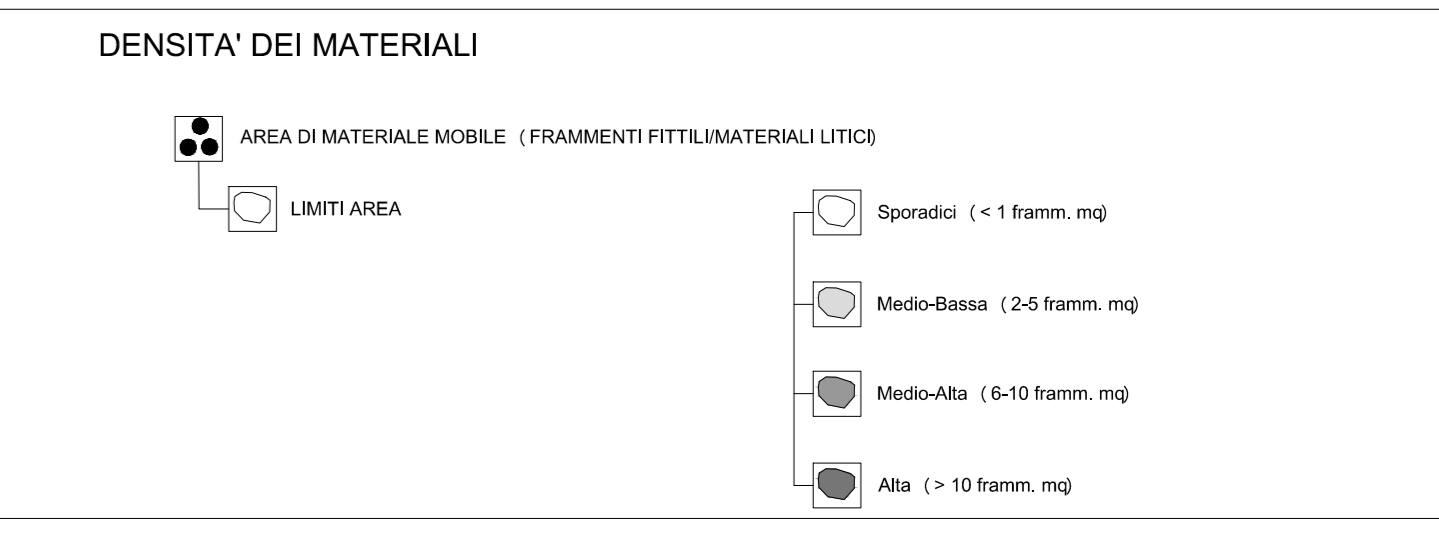 DENSITA' DEI MATERIALI
AREA DI MATERIALE MOBILE ( FRAMMENTI FITTILI/MATERIALI LITICI)
LIMITI AREA
Sporadici ( < 1 framm. mq)
Medio-Bassa ( 2-5 framm. mq)
Medio-Alta ( 6-10 framm. mq)
Alta ( > 10 framm. mq)